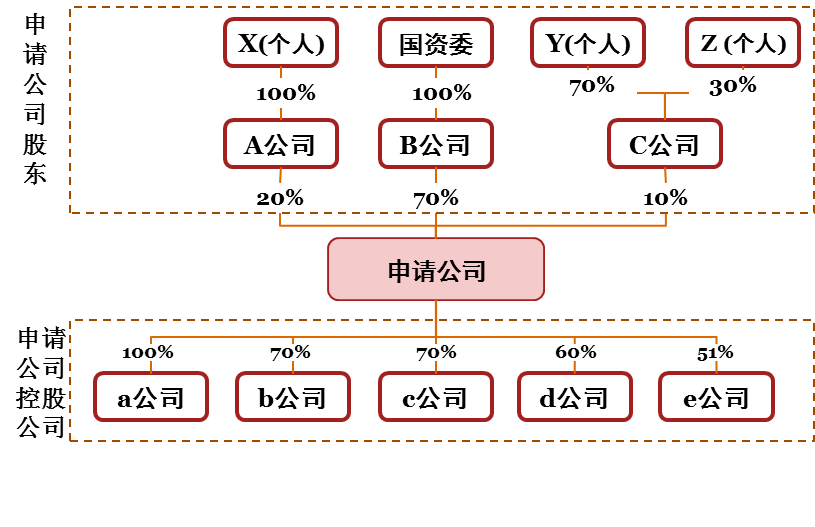 申请公司股东
X(个人)
国资委
Y(个人)
Z (个人)
100%
100%
70%
30%
A公司
B公司
C公司
20%
70%
10%
申请公司
申请
公司
控股
公司
100%
70%
70%
60%
51%
a公司
b公司
c公司
d公司
e公司